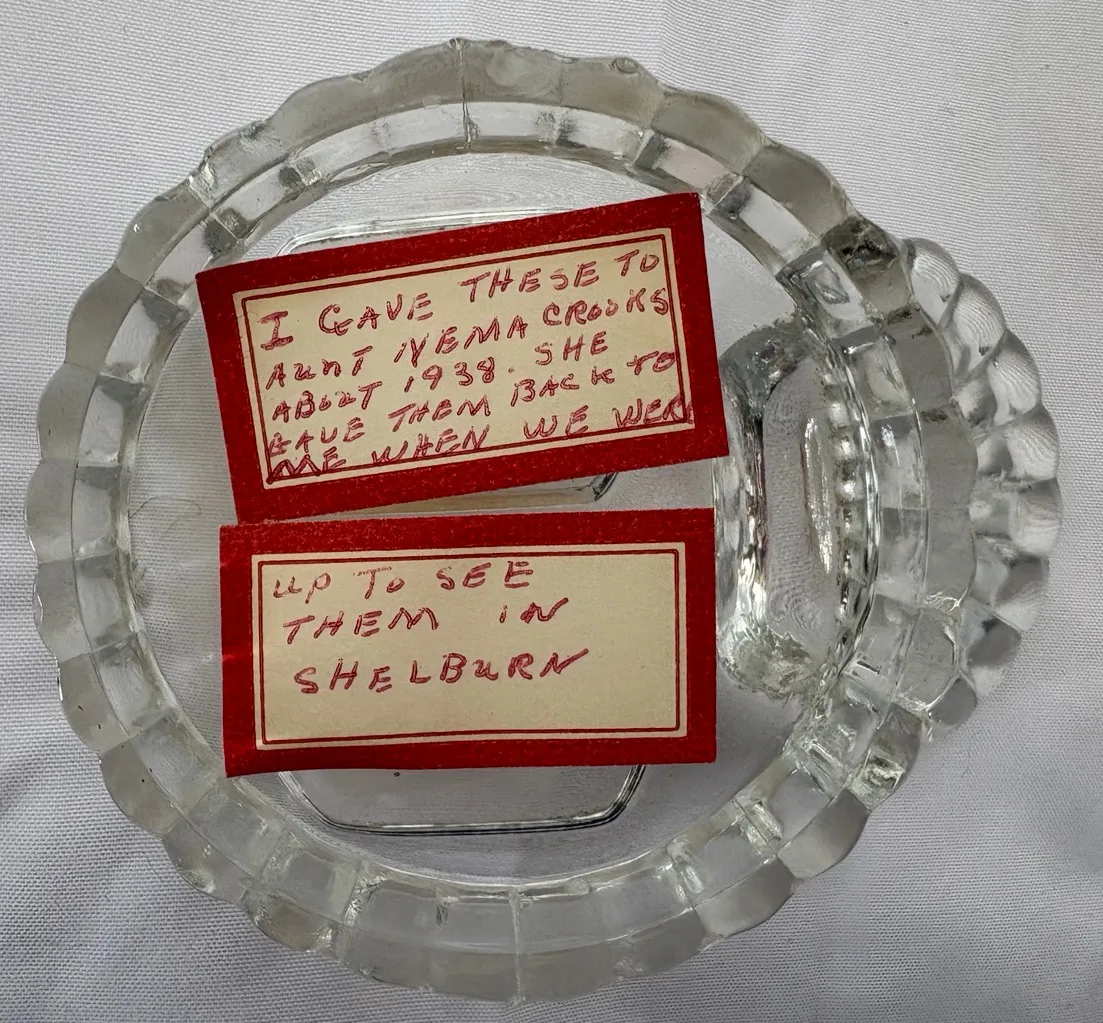 I GAVE THESE TO
AUNT NEMA CROOKS
ABOUT 1938. SHE
GAVE THEM BACK TO
ME WHEN WE WERE
UP TO SEE
THEM IN
SHELBURN